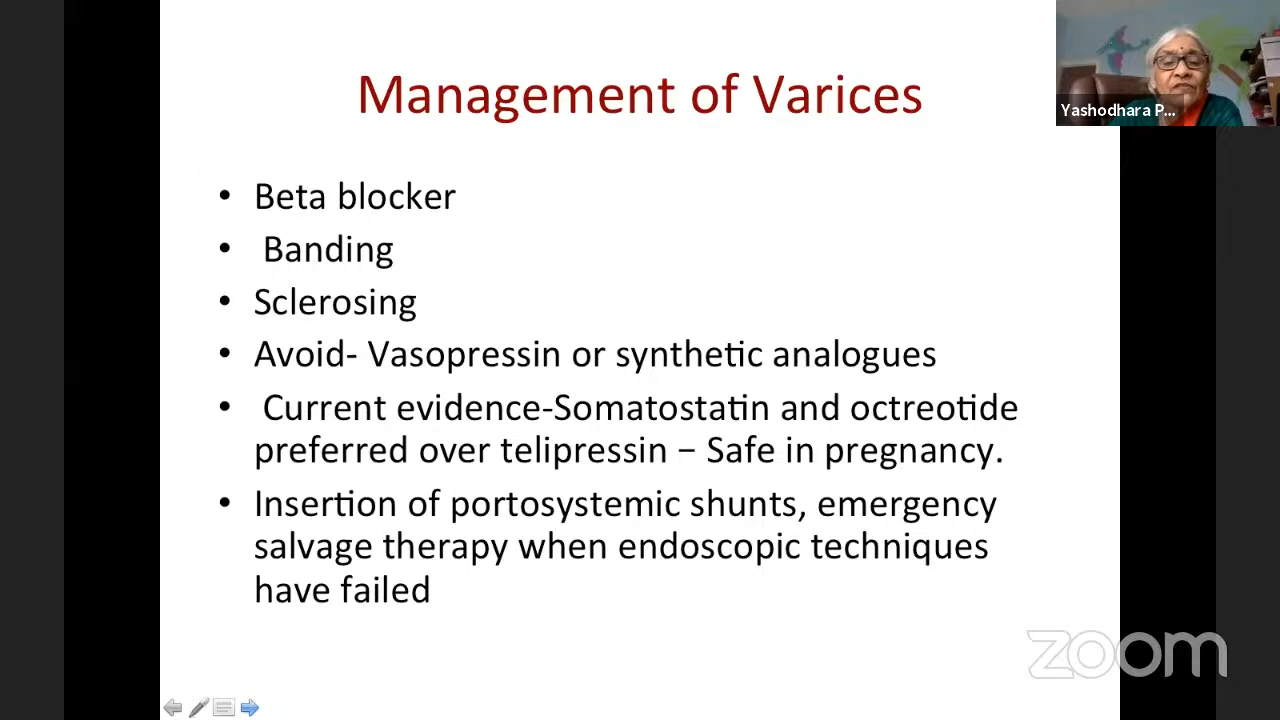 Management of Varices
Yashodhara P...
• Beta blocker
• Banding
• Sclerosing
• Avoid- Vasopressin or synthetic analogues
• Current evidence-Somatostatin and octreotide
preferred over telipressin – Safe in pregnancy.
• Insertion of portosystemic shunts, emergency
salvage therapy when endoscopic techniques
have failed
zoom